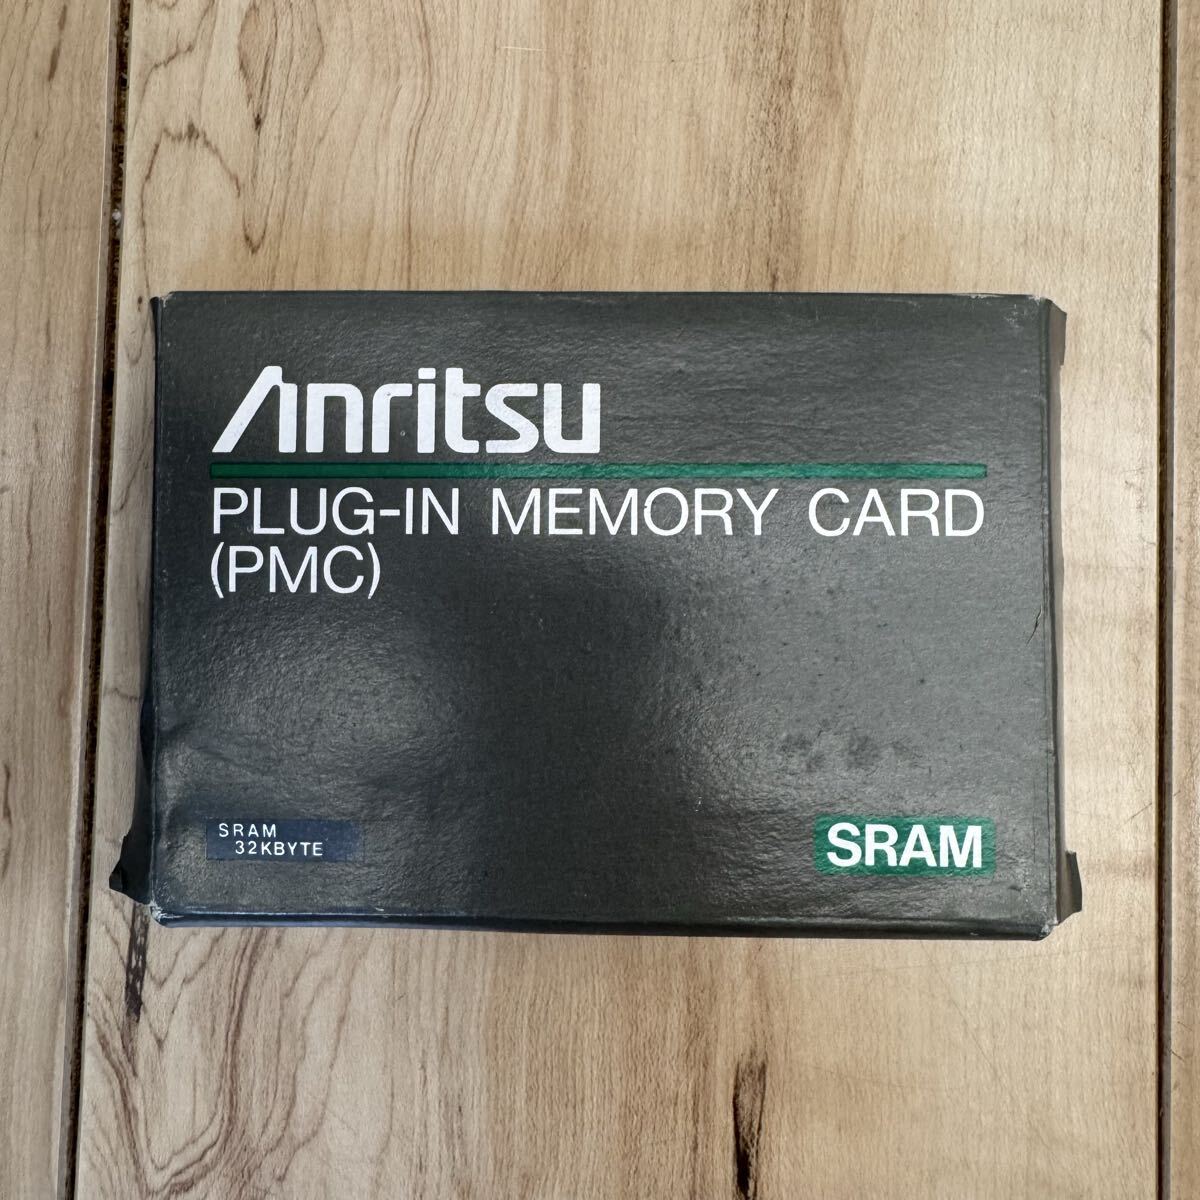 Anritsu
PLUG-IN MEMORY CARD
(PMC)
SRAM
32KBYTE
SRAM